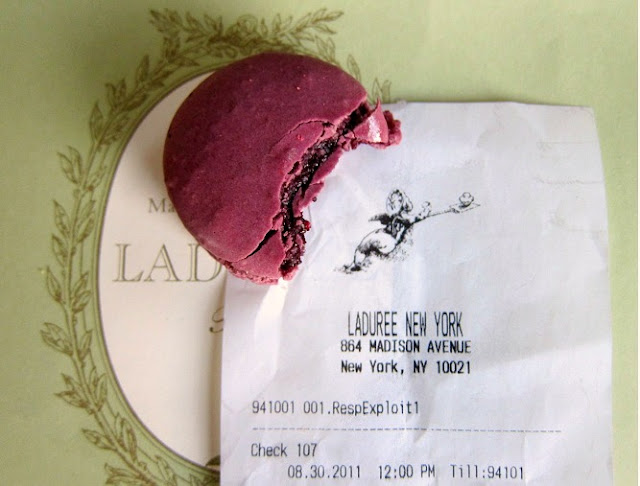 LAD
LADUREE NEW YORK
864 MADISON AVENUE
New York, NY 10021
941001 001.RespExploit1
Check 107
08.30.2011 12:00 PM Till:94101